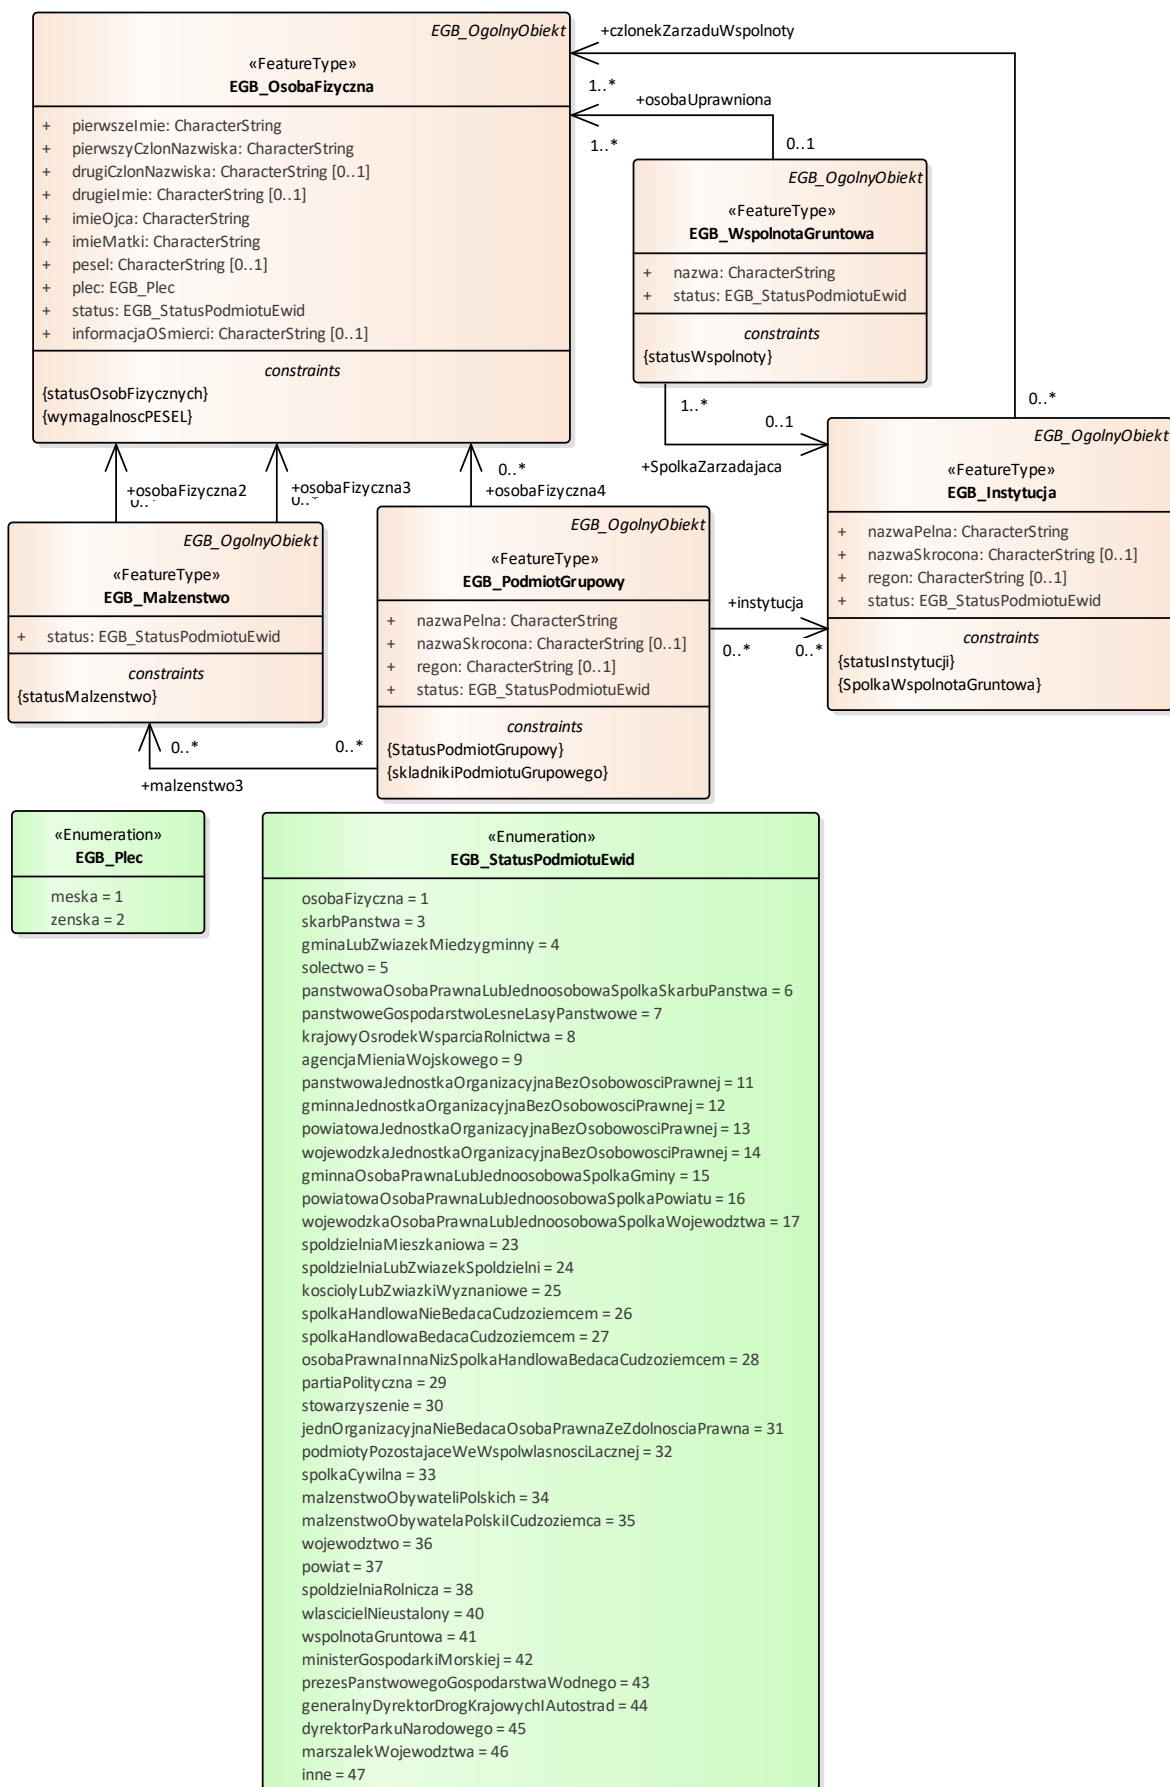 EGB_OgolnyObiekt
«FeatureType»
EGB_OsobaFizyczna
+ pierwszeImie: CharacterString
+ pierwszyCzlonNazwiska: CharacterString
+ drugiCzlonNazwiska: CharacterString [0..1]
+ drugieImie: CharacterString [0..1]
+ imieOjca: CharacterString
+ imieMatki: CharacterString
+ pesel: CharacterString [0..1]
+ plec: EGB_Plec
+ status: EGB_StatusPodmiotuEwid
+ informacjaOSmierci: CharacterString [0..1]
constraints
{statusOsobFizycznych}
{wymagalnoscPESEL}
+członekZarzaduWspolnoty
1..*
+osobaUprawniona
1..*
0..1
EGB_OgolnyObiekt
«FeatureType»
EGB_WspolnotaGruntowa
+ nazwa: CharacterString
+ status: EGB_StatusPodmiotuEwid
constraints
{statusWspolnoty}
1..*
0..1
+SpolkaZarzadajaca
0..*
EGB_OgolnyObiekt
«FeatureType»
EGB_Instytucja
+ nazwaPelna: CharacterString
+ nazwaSkrocona: CharacterString [0..1]
+ regon: CharacterString [0..1]
+ status: EGB_StatusPodmiotuEwid
constraints
{statusInstytucji}
{SpolkaWspolnotaGruntowa}
+osobaFizyczna2
+osobaFizyczna3
0..*
+osobaFizyczna4
EGB_OgolnyObiekt
«FeatureType»
EGB_Malzenstwo
+ status: EGB_StatusPodmiotuEwid
constraints
{statusMalzenstwo}
EGB_OgolnyObiekt
«FeatureType»
EGB_PodmiotGrupowy
+ nazwaPelna: CharacterString
+ nazwaSkrocona: CharacterString [0..1]
+ regon: CharacterString [0..1]
+ status: EGB_StatusPodmiotuEwid
constraints
{StatusPodmiotGrupowy}
{skladnikiPodmiotuGrupowego}
+instytucja
0..*
0..*
0..*
0..*
+malzenstwo3
«Enumeration»
EGB_Plec
meska = 1
zenska = 2
«Enumeration»
EGB_StatusPodmiotuEwid
osobaFizyczna = 1
skarbPanstwa = 3
gminaLubZwiazekMiedzygminny = 4
solectwo = 5
panstwowaOsobaPrawnaLubJednoosobowaSpolkaSkarbuPanstwa = 6
panstwoweGospodarstwoLesneLasyPanstwowe = 7
krajowyOsrodekWsparciaRolnictwa = 8
agencjaMieniaWojskowego = 9
panstwowaJednostkaOrganizacyjnaBezOsobowosciPrawnej = 11
gminnaJednostkaOrganizacyjnaBezOsobowosciPrawnej = 12
powiatowaJednostkaOrganizacyjnaBezOsobowosciPrawnej = 13
wojewodzkaJednostkaOrganizacyjnaBezOsobowosciPrawnej = 14
gminnaOsobaPrawnaLubJednoosobowaSpolkaGminy = 15
powiatowaOsobaPrawnaLubJednoosobowaSpolkaPowiatu = 16
wojewodzkaOsobaPrawnaLubJednoosobowaSpolkaWojewodztwa = 17
spoldzielniaMieszkaniowa = 23
spoldzielniaLubZwiazekSpoldzielni = 24
koscielyLubZwiazkiWyznaniowe = 25
spolkaHandlowaNieBedacaCudzoziemcem = 26
spolkaHandlowaBedacaCudzoziemcem = 27
osobaPrawnaInnaNizSpolkaHandlowaBedacaCudzoziemcem = 28
partiaPolityczna = 29
stowarzyszenie = 30
jednOrganizacyjnaNieBedacaOsobaPrawnaZeZdolnosciaPrawna = 31
podmiotyPozostajaceWeWspolwlasnosciLacznej = 32
spolkaCywilna = 33
malzenstwoObywateliPolskich = 34
malzenstwoObywatelaPolskiICudzoziemca = 35
wojewodztwo = 36
powiat = 37
spoldzielniaRolnicza = 38
wlascicielNieustalony = 40
wspolnotaGruntowa = 41
ministerGospodarkiMorskiej = 42
prezesPanstwowegoGospodarstwaWodnego = 43
generalnyDyrektorDrogKrajowychIAutostrad = 44
dyrektorParkuNarodowego = 45
marszalekWojewodztwa = 46
inne = 47